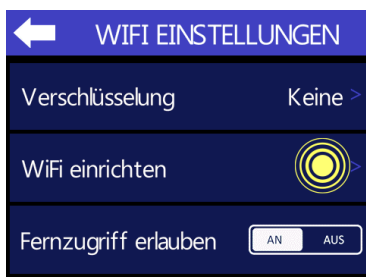 WIFI EINSTELLUNGEN
Verschlüsselung Keine >
WiFi einrichten >
Fernzugriff erlauben AN AUS